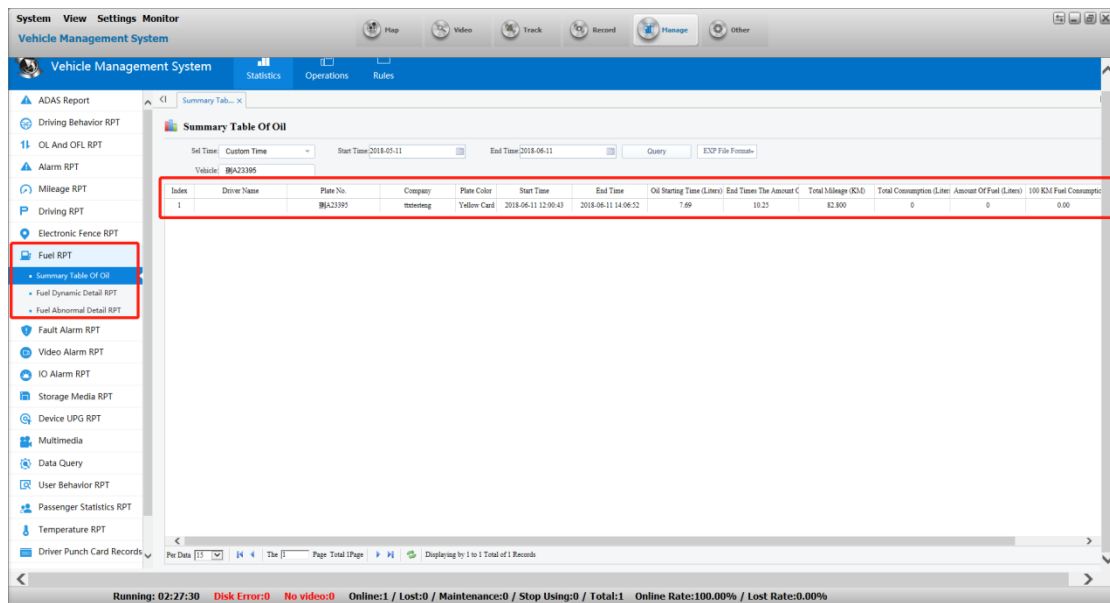 System View Settings Monitor
Vehicle Management System
Map Video Track Record Manage Other
Vehicle Management System
Statistics Operations Rules
Summary Tab... x
ADAS Report
Driving Behavior RPT
OL And OFL RPT
Alarm RPT
Mileage RPT
Driving RPT
Electronic Fence RPT
Fuel RPT
Summary Table Of Oil
Fuel Dynamic Detail RPT
Fuel Abnormal Detail RPT
Fault Alarm RPT
Video Alarm RPT
IO Alarm RPT
Storage Media RPT
Device UPG RPT
Multimedia
Data Query
User Behavior RPT
Passenger Statistics RPT
Temperature RPT
Driver Punch Card Records
Summary Table Of Oil
Sel Time: Custom Time Start Time: 2018-05-11 End Time: 2018-06-11 Query EXP File Format
Vehicle: 测A23395
Index Driver Name Plate No. Company Plate Color Start Time End Time Oil Starting Time (Liters) End Times The Amount O Total Mileage (KM) Total Consumption (Liter Amount Of Fuel (Liters) 100 KM Fuel Consumptio
1 测A23395 Yellow Card 2018-06-11 12:00:43 2018-06-11 14:06:52 7.69 10.25 82.800 0 0 0.00
Per Data 15 The 1 Page Total 1Page Displaying by 1 to 1 Total of 1 Records
Running: 02:27:30 Disk Error:0 No video:0 Online:1 / Lost:0 / Maintenance:0 / Stop Using:0 / Total:1 Online Rate:100.00% / Lost Rate:0.00%